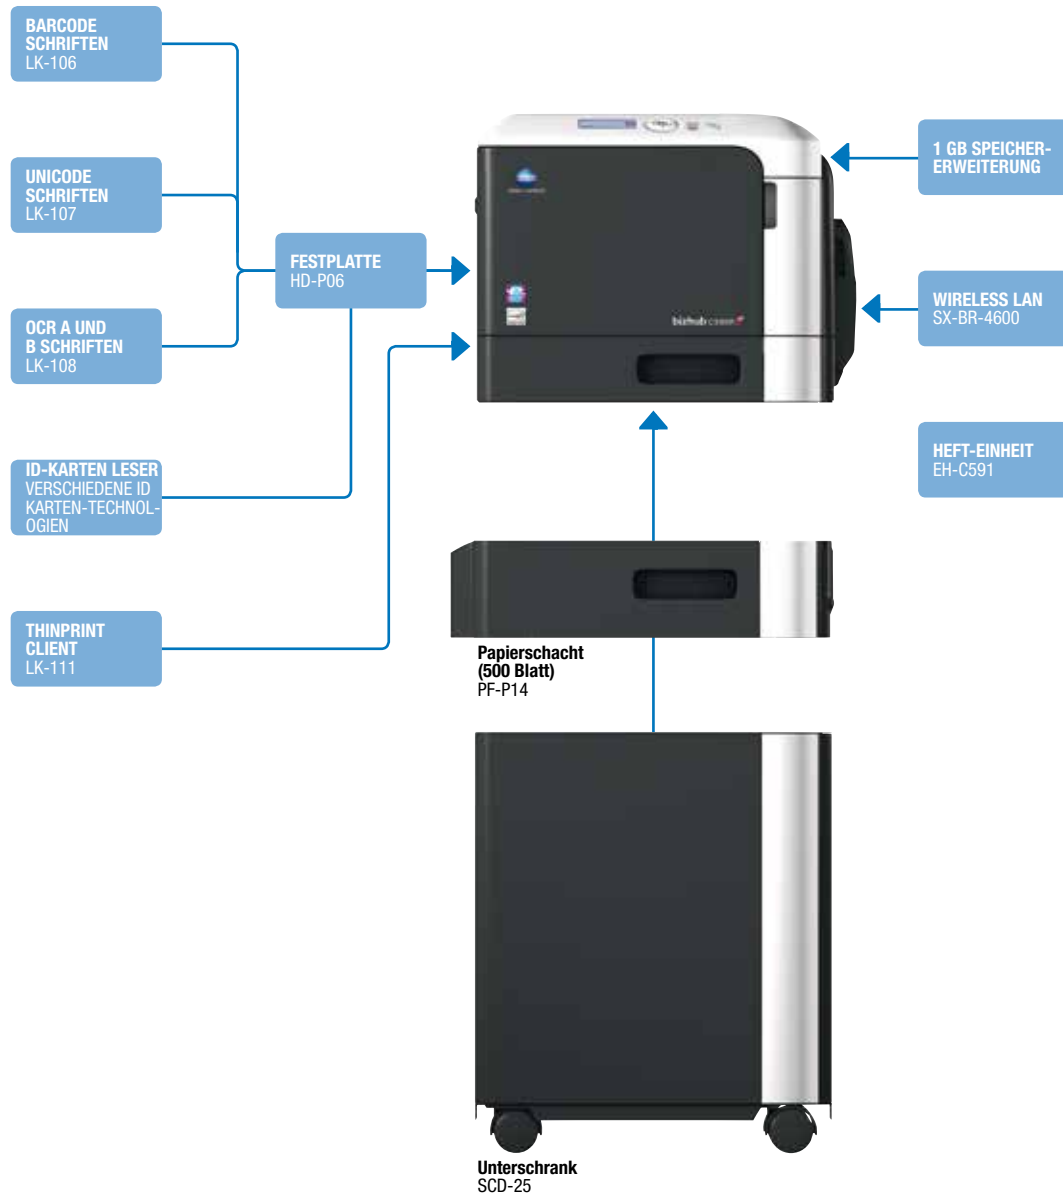 BARCODE
SCHRIFTEN
LK-106
UNICODE
SCHRIFTEN
LK-107
OCR A UND
B SCHRIFTEN
LK-108
ID-KARTEN LESER
VERSCHIEDENE ID
KARTEN-TECHNOL-
OGIEN
THINPRINT
CLIENT
LK-111
FESTPLATTE
HD-P06
bizhub
1 GB SPEICHER-
ERWEITERUNG
WIRELESS LAN
SX-BR-4600
HEFT-EINHEIT
EH-C591
Papierschacht
(500 Blatt)
PF-P14
Unterschrank
SCD-25